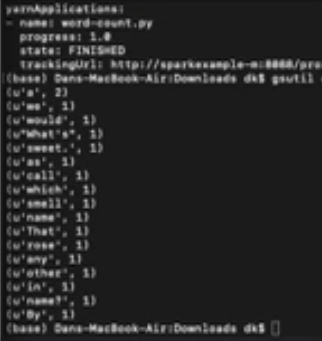 yarnApplications:
- name: word-count.py
progress: 1.0
state: FINISHED
trackingUrl: http://sparkexample-m:8088/pro
(base) Dans-MacBook-Air:Downloads dk$ gsutil
(u'a', 2)
(u'we', 1)
(u'would', 1)
(u"What's", 1)
(u'sweet.', 1)
(u'as', 1)
(u'call', 1)
(u'which', 1)
(u'smell', 1)
(u'name', 1)
(u'That', 1)
(u'rose', 1)
(u'any', 1)
(u'other', 1)
(u'in', 1)
(u'name?', 1)
(u'By', 1)
(base) Dans-MacBook-Air:Downloads dk$